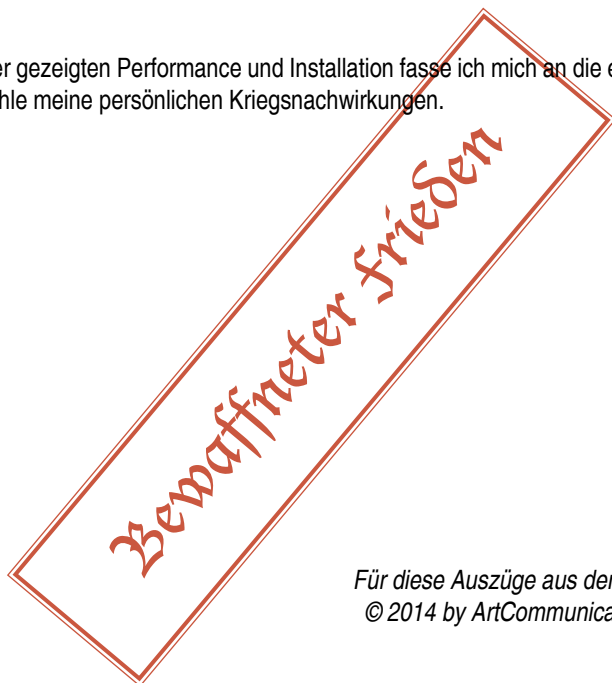 er gezeigten Performance und Installation fasse ich mich an die e
hle meine persönlichen Kriegsnachwirkungen.
Bewaffneter Frieden
Für diese Auszüge aus der
© 2014 by ArtCommunica